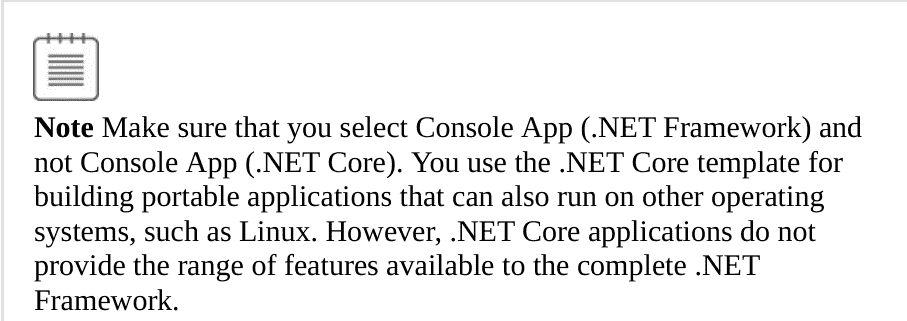 Note Make sure that you select Console App (.NET Framework) and
not Console App (.NET Core). You use the .NET Core template for
building portable applications that can also run on other operating
systems, such as Linux. However, .NET Core applications do not
provide the range of features available to the complete .NET
Framework.